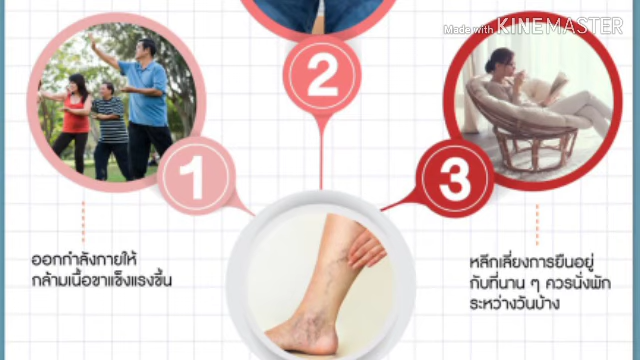 Made with KINEMASTER
2
1
3
ออกกำลังกายให้
กล้ามเนื้อขาแข็งแรงขึ้น
หลีกเลี่ยงการยืนอยู่
กับที่นาน ๆ ควรนั่งพัก
ระหว่างวันบ้าง